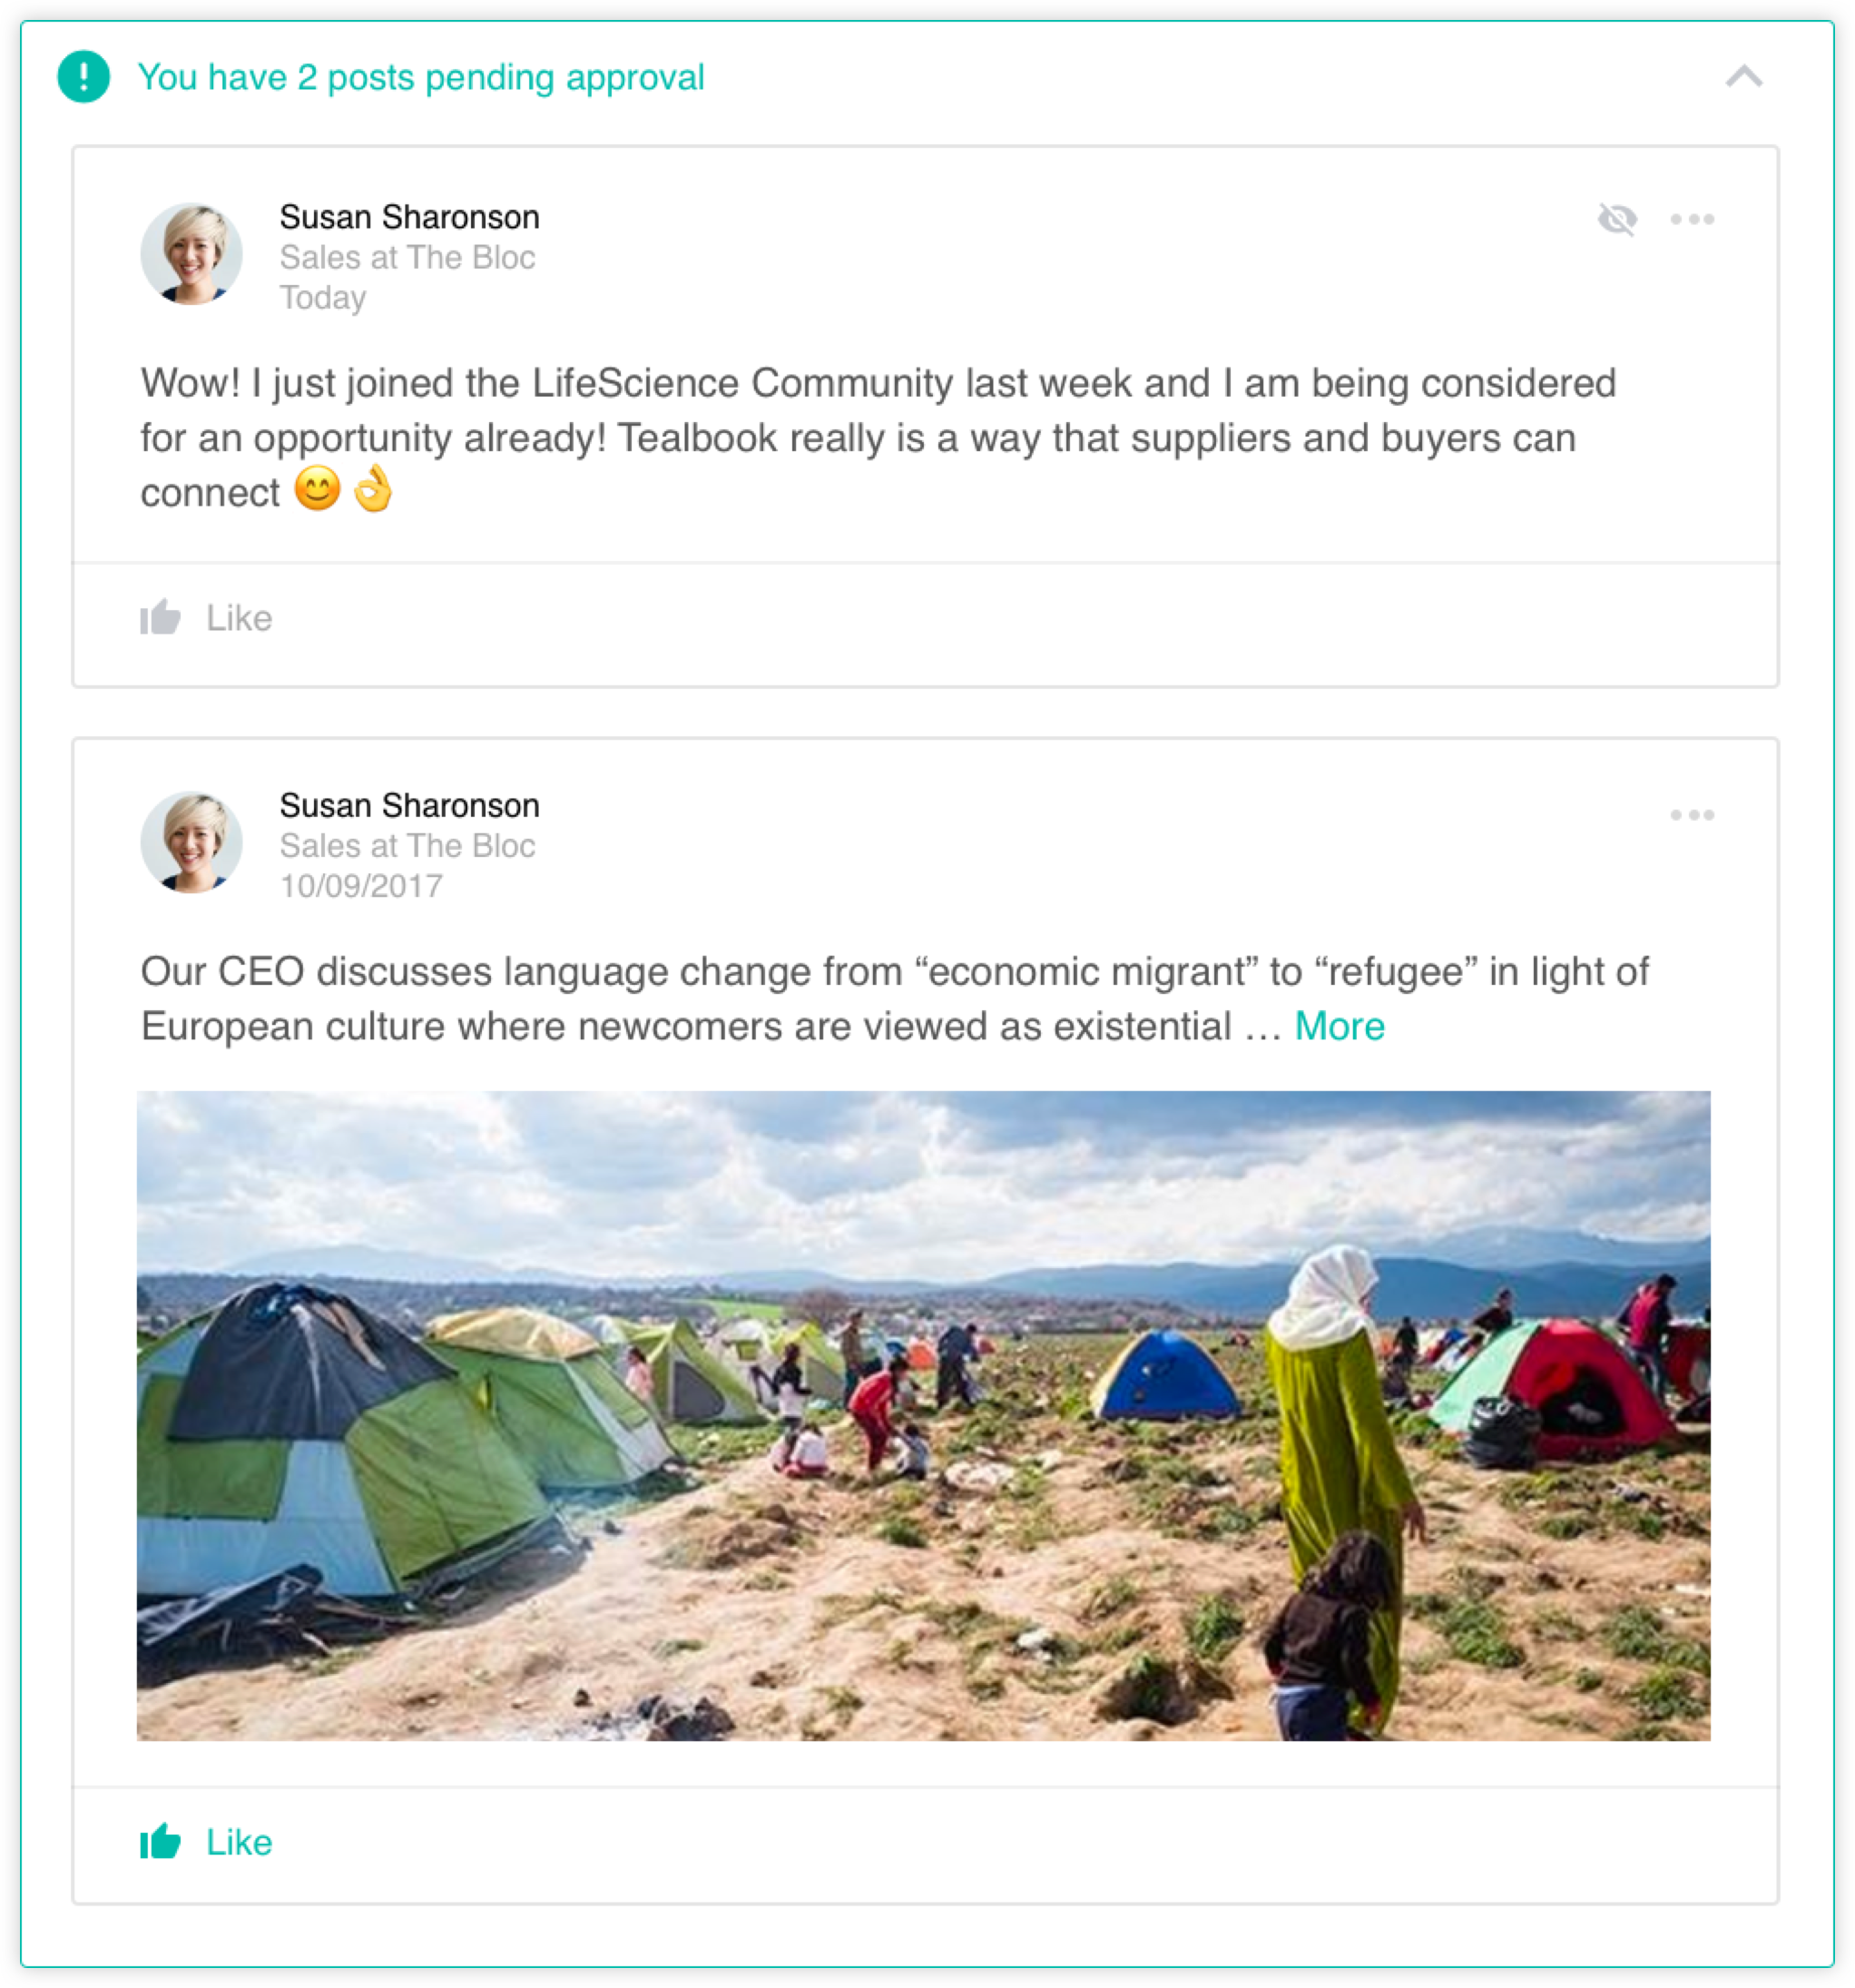 You have 2 posts pending approval
Susan Sharonson
Sales at The Bloc
Today
Wow! I just joined the LifeScience Community last week and I am being considered
for an opportunity already! Tealbook really is a way that suppliers and buyers can
connect 😊 👌
Like
Susan Sharonson
Sales at The Bloc
10/09/2017
Our CEO discusses language change from “economic migrant” to “refugee” in light of
European culture where newcomers are viewed as existential … More
Like